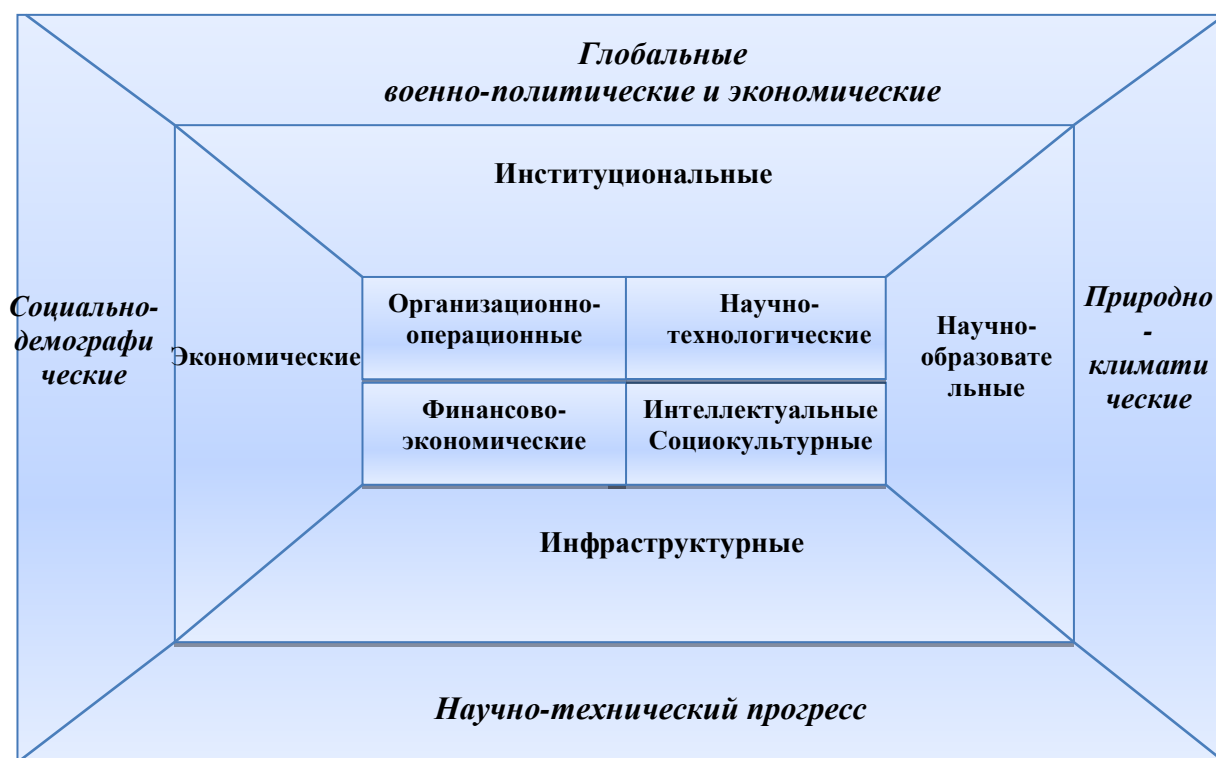 Глобальные
военно-политические и экономические
Институциональные
Социально-
демографи
ческие
Экономические
Организационно-
операционные
Научно-
технологические
Финансово-
экономические
Интеллектуальные
Социокультурные
Научно-
образовате
льные
Природно
-
климати
ческие
Инфраструктурные
Научно-технический прогресс